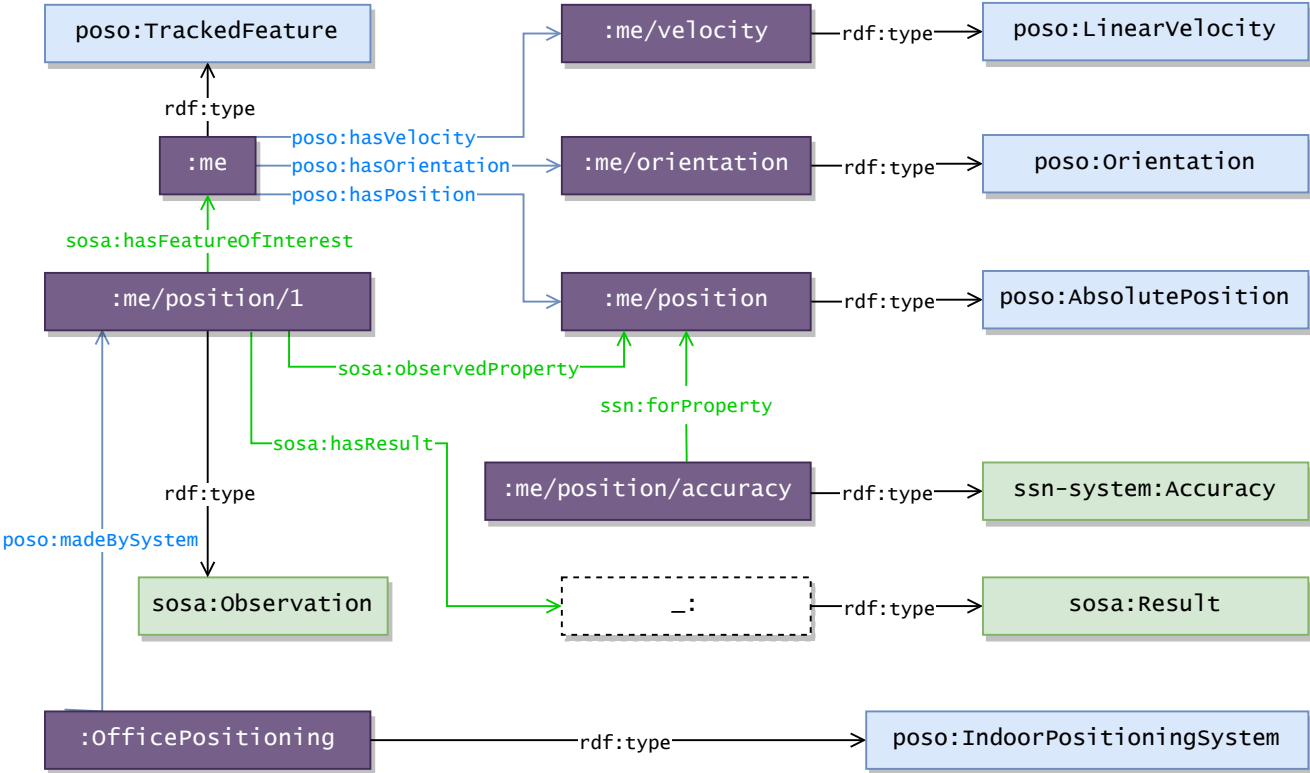 poso:TrackedFeature
:me/velocity
rdf:type
poso:LinearVelocity
rdf:type
poso:hasVelocity
:me
poso:hasOrientation
:me/orientation
rdf:type
poso:Orientation
poso:hasPosition
sosa:hasFeatureOfInterest
:me/position/1
:me/position
rdf:type
poso:AbsolutePosition
sosa:observedProperty
ssn:forProperty
sosa:hasResult
rdf:type
:me/position/accuracy
rdf:type
ssn-system:Accuracy
poso:madeBySystem
sosa:Observation
_:
rdf:type
sosa:Result
:OfficePositioning
rdf:type
poso:IndoorPositioningSystem